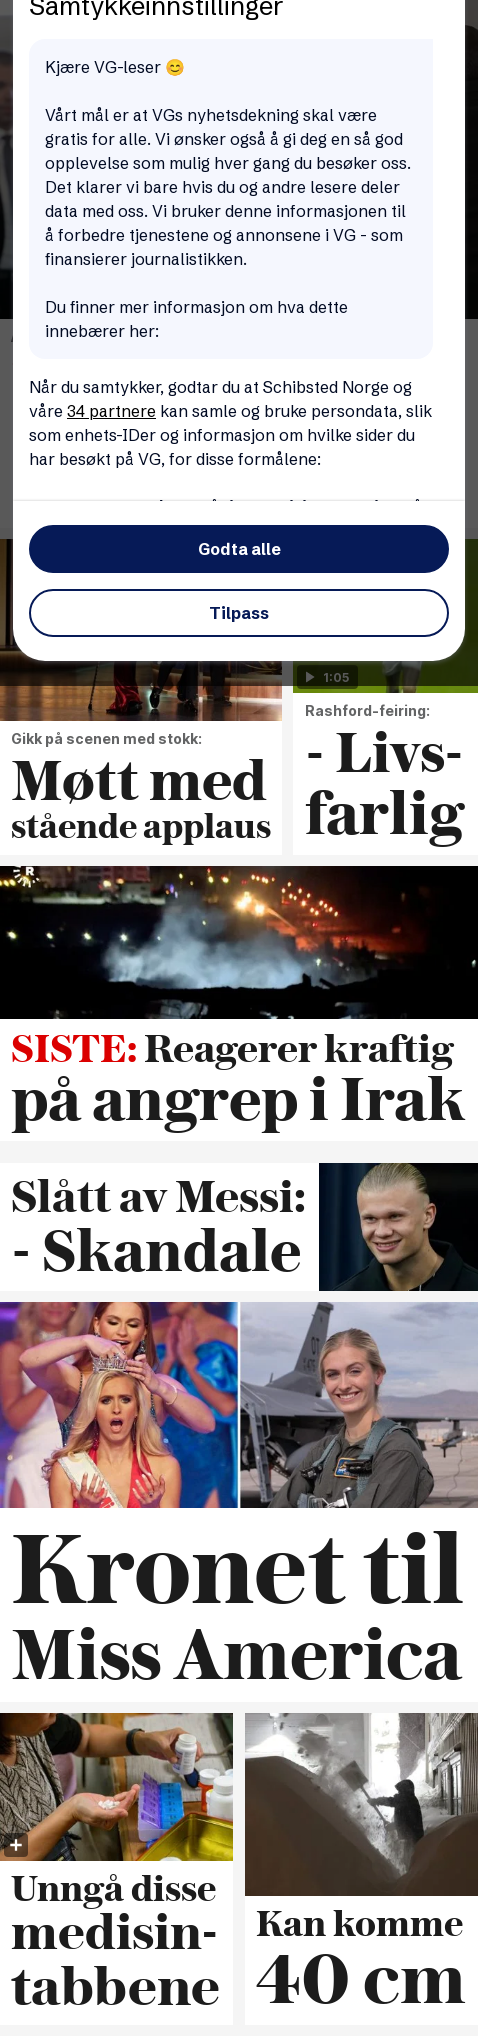 Samtykkeinnstillinger
Kjære VG-leser 😊
Vårt mål er at VGs nyhetsdekning skal være
gratis for alle. Vi ønsker også å gi deg en så god
opplevelse som mulig hver gang du besøker oss.
Det klarer vi bare hvis du og andre lesere deler
data med oss. Vi bruker denne informasjonen til
å forbedre tjenestene og annonsene i VG - som
finansierer journalistikken.
Du finner mer informasjon om hva dette
innebærer her:
Når du samtykker, godtar du at Schibsted Norge og
våre 34 partnere kan samle og bruke persondata, slik
som enhets-IDer og informasjon om hvilke sider du
har besøkt på VG, for disse formålene:
Godta alle
Tilpass
1:05
Gikk på scenen med stokk:
Møtt med
stående applaus
Rashford-feiring:
- Livs-
farlig
R
SISTE: Reagerer kraftig
på angrep i Irak
Slått av Messi:
- Skandale
Kronet til
Miss America
Unngå disse
medisin-
tabbene
Kan komme
40 cm